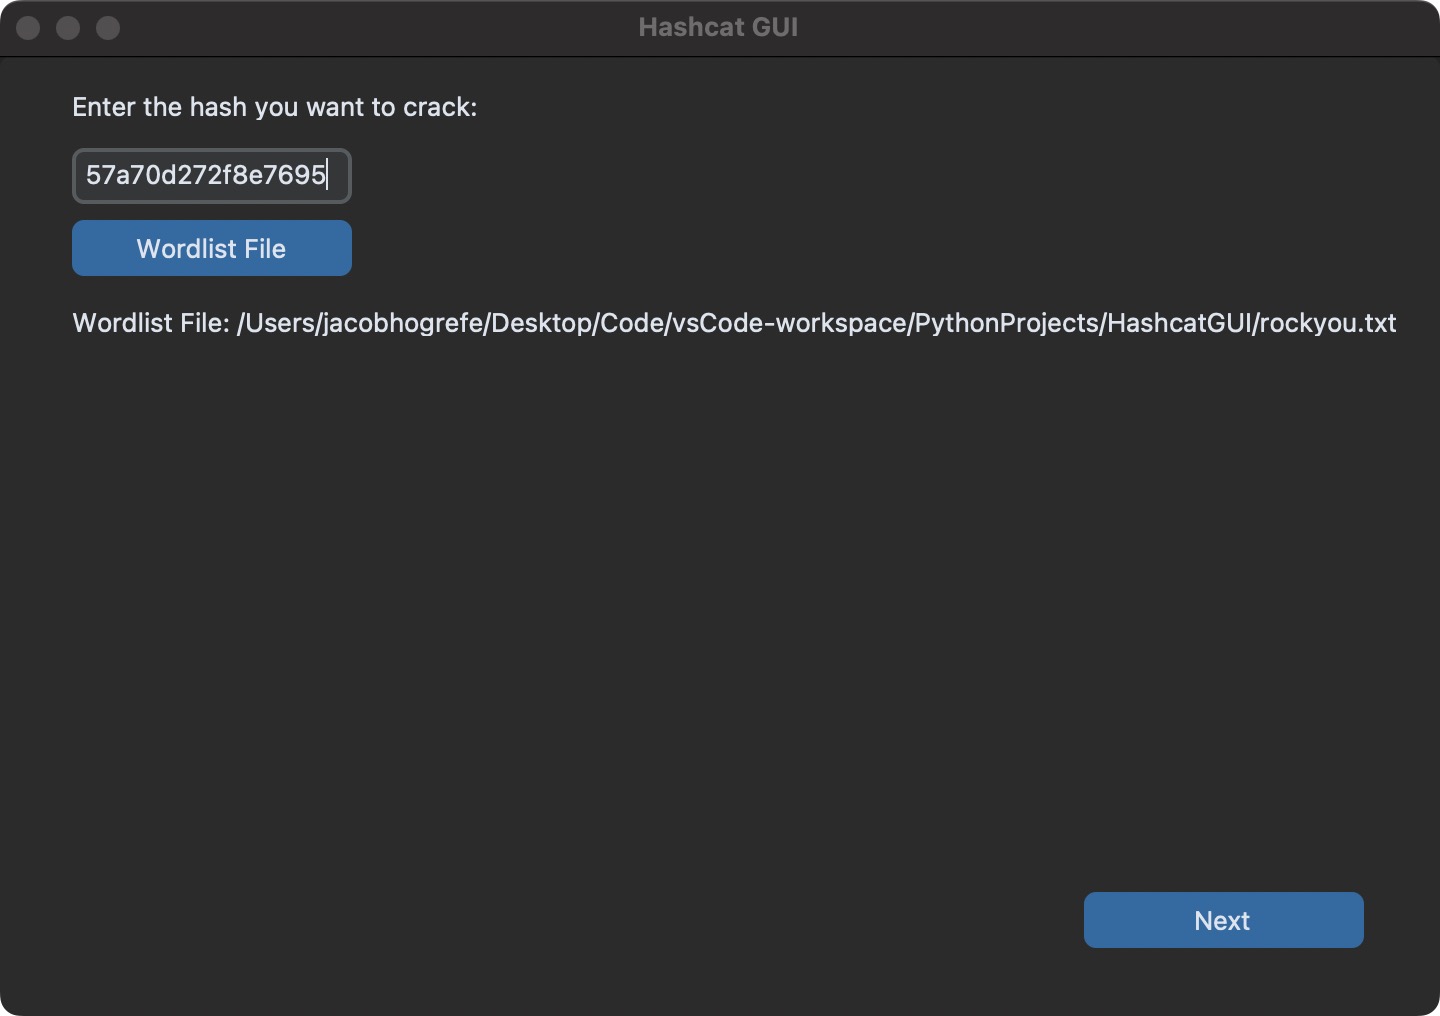 Hashcat GUI
Enter the hash you want to crack:
57a70d272f8e7695
Wordlist File
Wordlist File: /Users/jacobhogrefe/Desktop/Code/vsCode-workspace/PythonProjects/HashcatGUI/rockyou.txt
Next